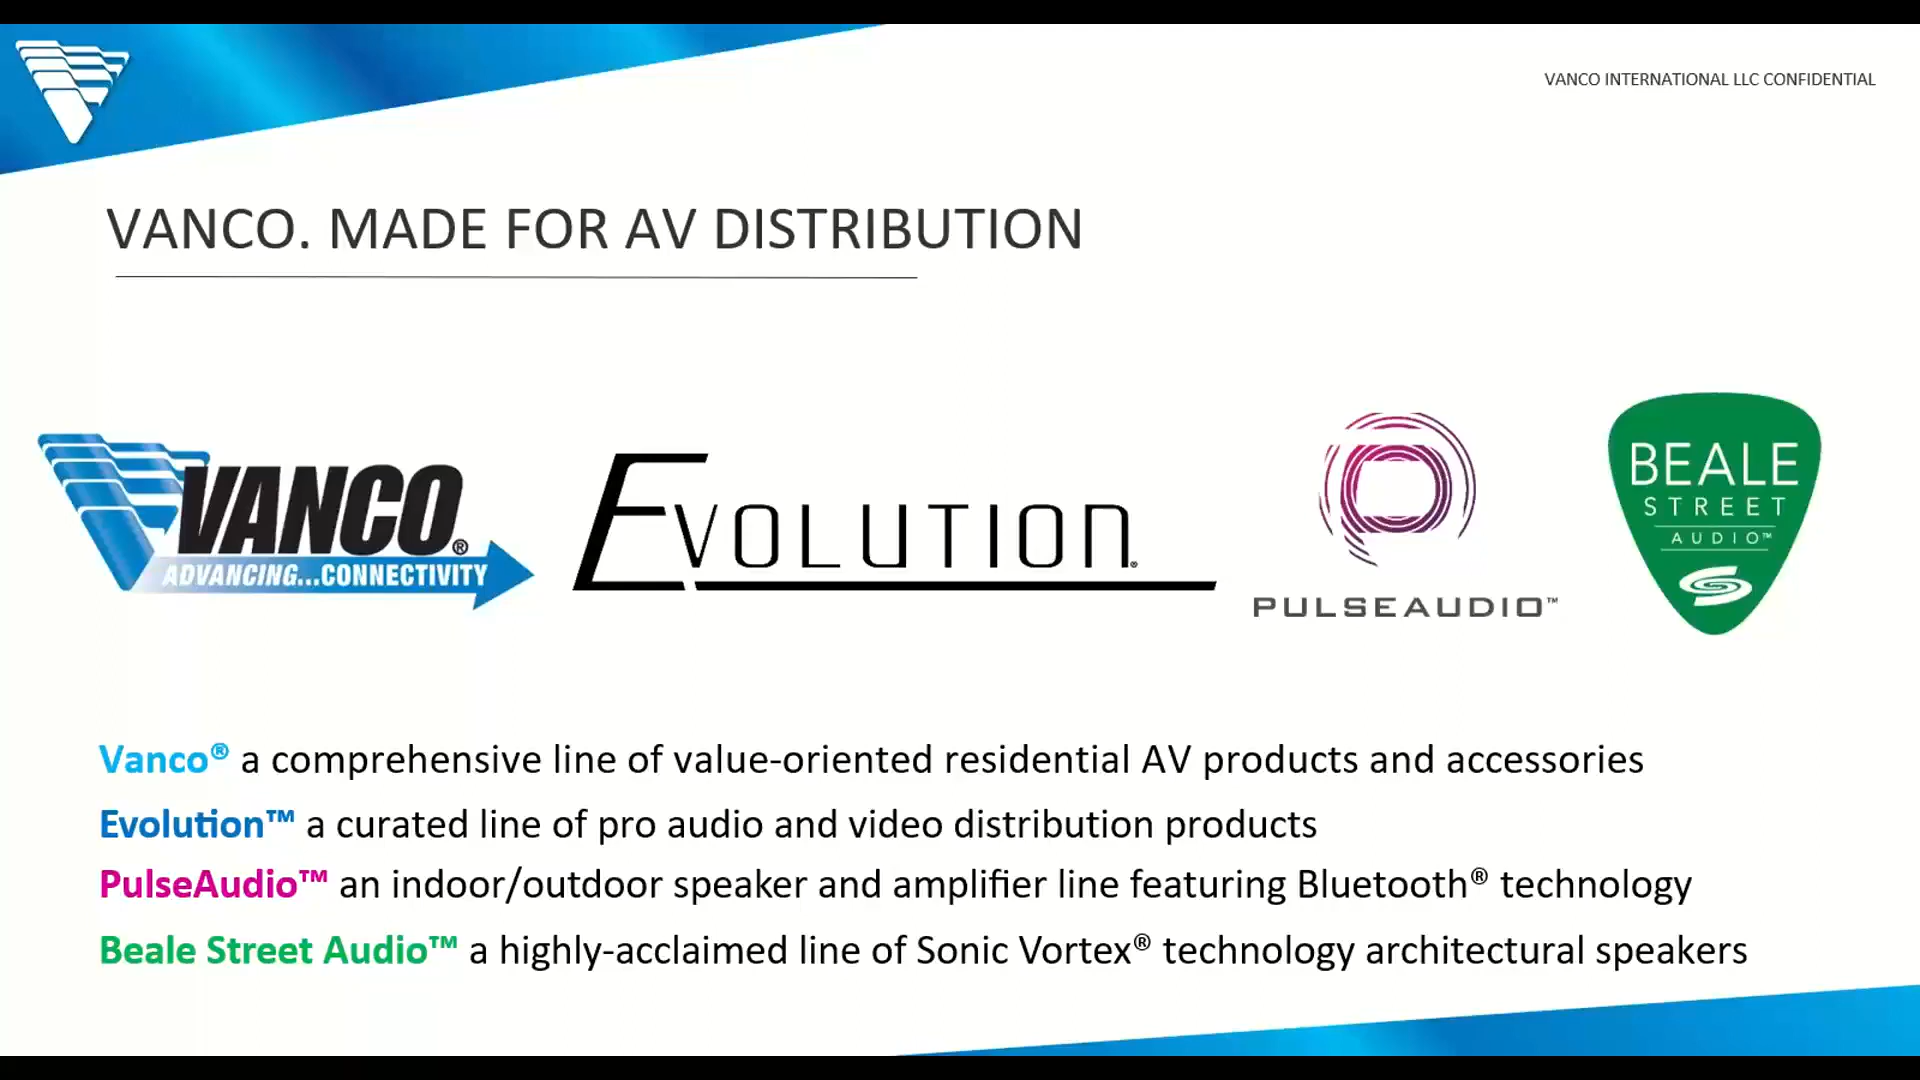 VANCO INTERNATIONAL LLC CONFIDENTIAL
VANCO. MADE FOR AV DISTRIBUTION
VANCO®
ADVANCING...CONNECTIVITY
EVOLUTION®
PULSEAUDIO™
BEALE
STREET
AUDIO™
Vanco® a comprehensive line of value-oriented residential AV products and accessories
Evolution™ a curated line of pro audio and video distribution products
PulseAudio™ an indoor/outdoor speaker and amplifier line featuring Bluetooth® technology
Beale Street Audio™ a highly-acclaimed line of Sonic Vortex® technology architectural speakers